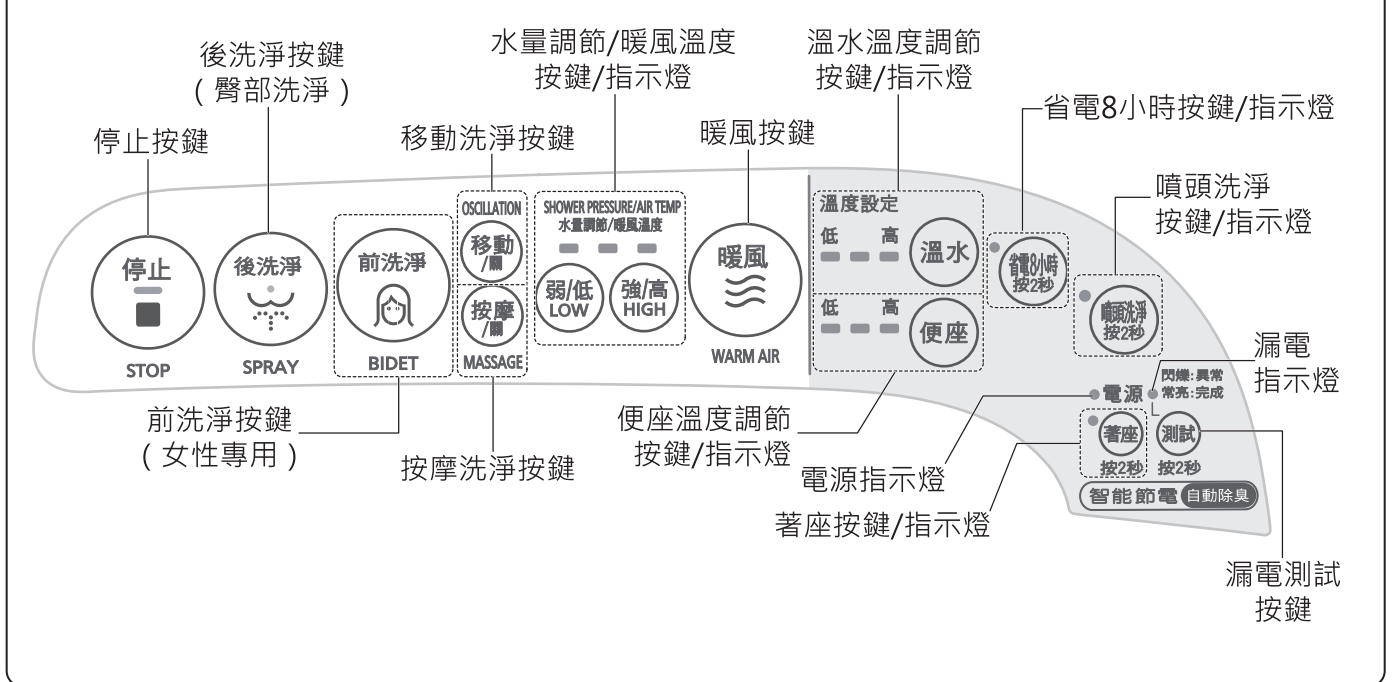 後洗淨按鍵
(臀部洗淨)
水量調節/暖風溫度
按鍵/指示燈
溫水溫度調節
按鍵/指示燈
省電8小時按鍵/指示燈
停止按鍵
移動洗淨按鍵
暖風按鍵
噴頭洗淨
按鍵/指示燈
停止
STOP
後洗淨
SPRAY
前洗淨
BIDET
OSCILLATION
移動
/關
按摩
/關
MASSAGE
SHOWER PRESSURE/AIR TEMP
水量調節/暖風溫度
弱/低
LOW
強/高
HIGH
暖風
WARM AIR
溫度設定
低 高
溫水
低 高
便座
省電8小時
按2秒
噴頭洗淨
按2秒
漏電
指示燈
電源
閃爍:異常
常亮:完成
著座
按2秒
測試
按2秒
智能節電 自動除臭
前洗淨按鍵
(女性專用)
按摩洗淨按鍵
便座溫度調節
按鍵/指示燈
電源指示燈
著座按鍵/指示燈
漏電測試
按鍵